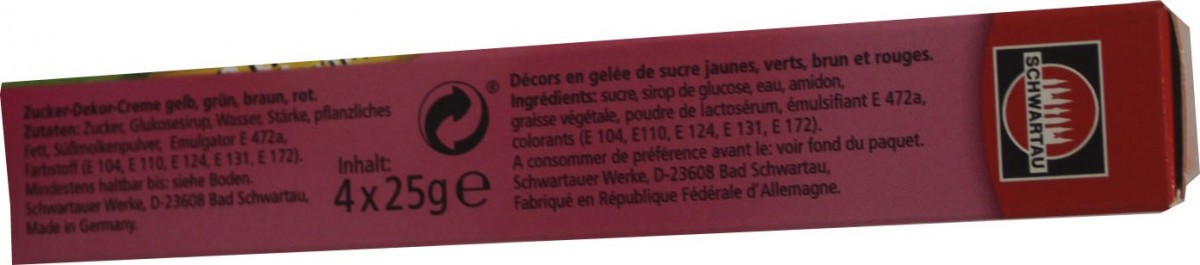 Zucker-Dekor-Creme gelb, grün, braun, rot.
Zutaten: Zucker, Glukosesirup, Wasser, Stärke, pflanzliches
Fett, Süßmolkenpulver, Emulgator E 472a,
Farbstoff (E 104, E 110, E 124, E 131, E 172).
Mindestens haltbar bis: siehe Boden.
Schwartauer Werke, D-23608 Bad Schwartau,
Made in Germany.
Inhalt:
4 x 25g e
®
Décors en gelée de sucre jaunes, verts, brun et rouges.
Ingrédients: sucre, sirop de glucose, eau, amidon,
graisse végétale, poudre de lactosérum, émulsifiant E 472a,
colorants (E 104, E110, E 124, E 131, E 172).
A consommer de préférence avant le: voir fond du paquet.
Schwartauer Werke, D-23608 Bad Schwartau,
Fabriqué en République Fédérale d'Allemagne.
SCHWARTAU